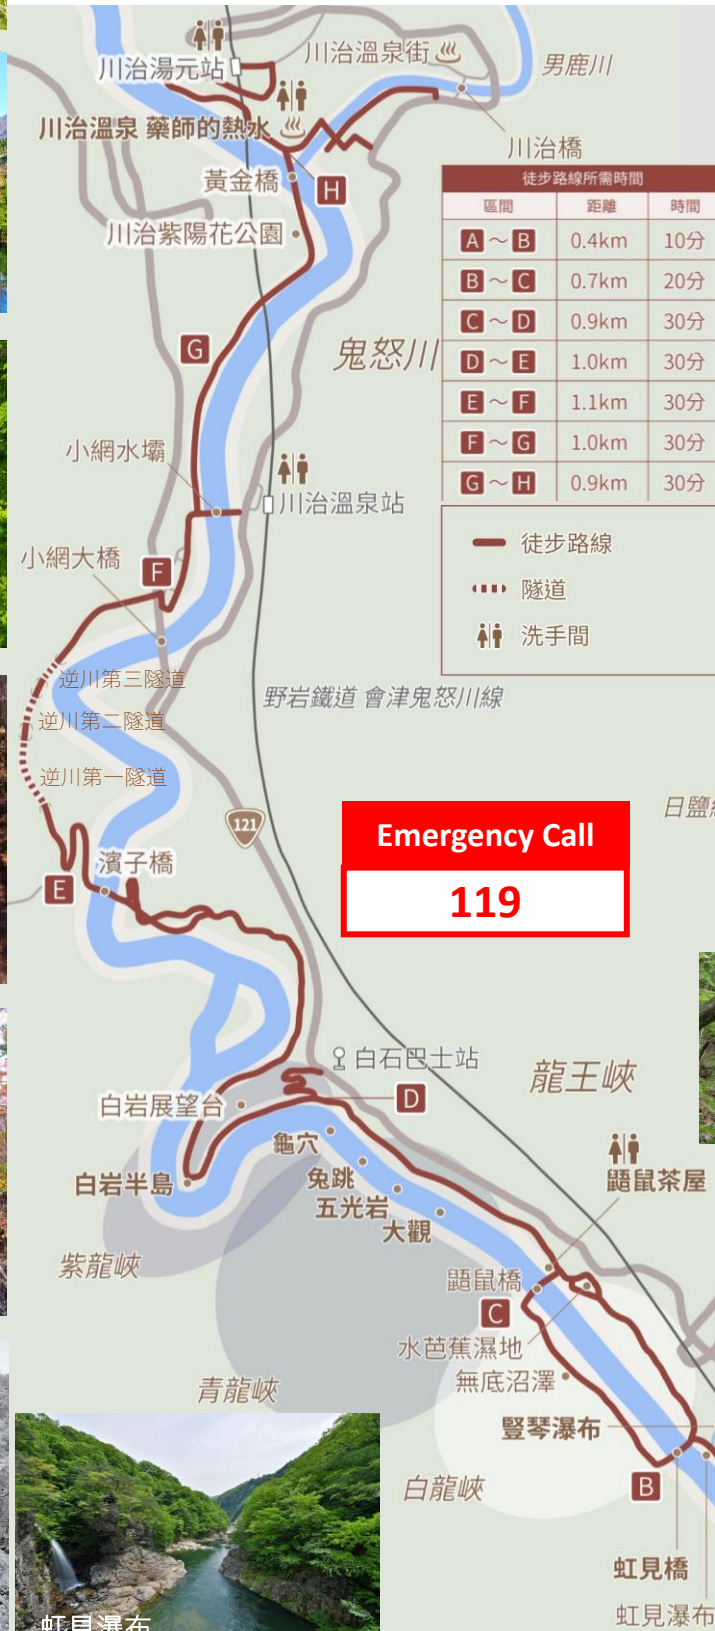 川治湯元站
川治溫泉街
男鹿川
川治溫泉 藥師的熱水
川治橋
黃金橋
H
川治紫陽花公園
徒步路線所需時間
區間 距離 時間
A～B 0.4km 10分
B～C 0.7km 20分
C～D 0.9km 30分
D～E 1.0km 30分
E～F 1.1km 30分
F～G 1.0km 30分
G～H 0.9km 30分
G
鬼怒川
小網水壩
川治溫泉站
徒步路線
隧道
洗手間
小網大橋
F
逆川第三隧道
野岩鐵道 會津鬼怒川線
逆川第二隧道
逆川第一隧道
日鹽
121
Emergency Call
119
濱子橋
E
白石巴士站
龍王峽
D
白岩展望台
龜穴
兔跳
五光岩
大觀
白岩半島
鼯鼠茶屋
紫龍峽
鼯鼠橋
C
水芭蕉濕地
無底沼澤
青龍峽
豎琴瀑布
白龍峽
B
虹見橋
虹見瀑布
虹見瀑布